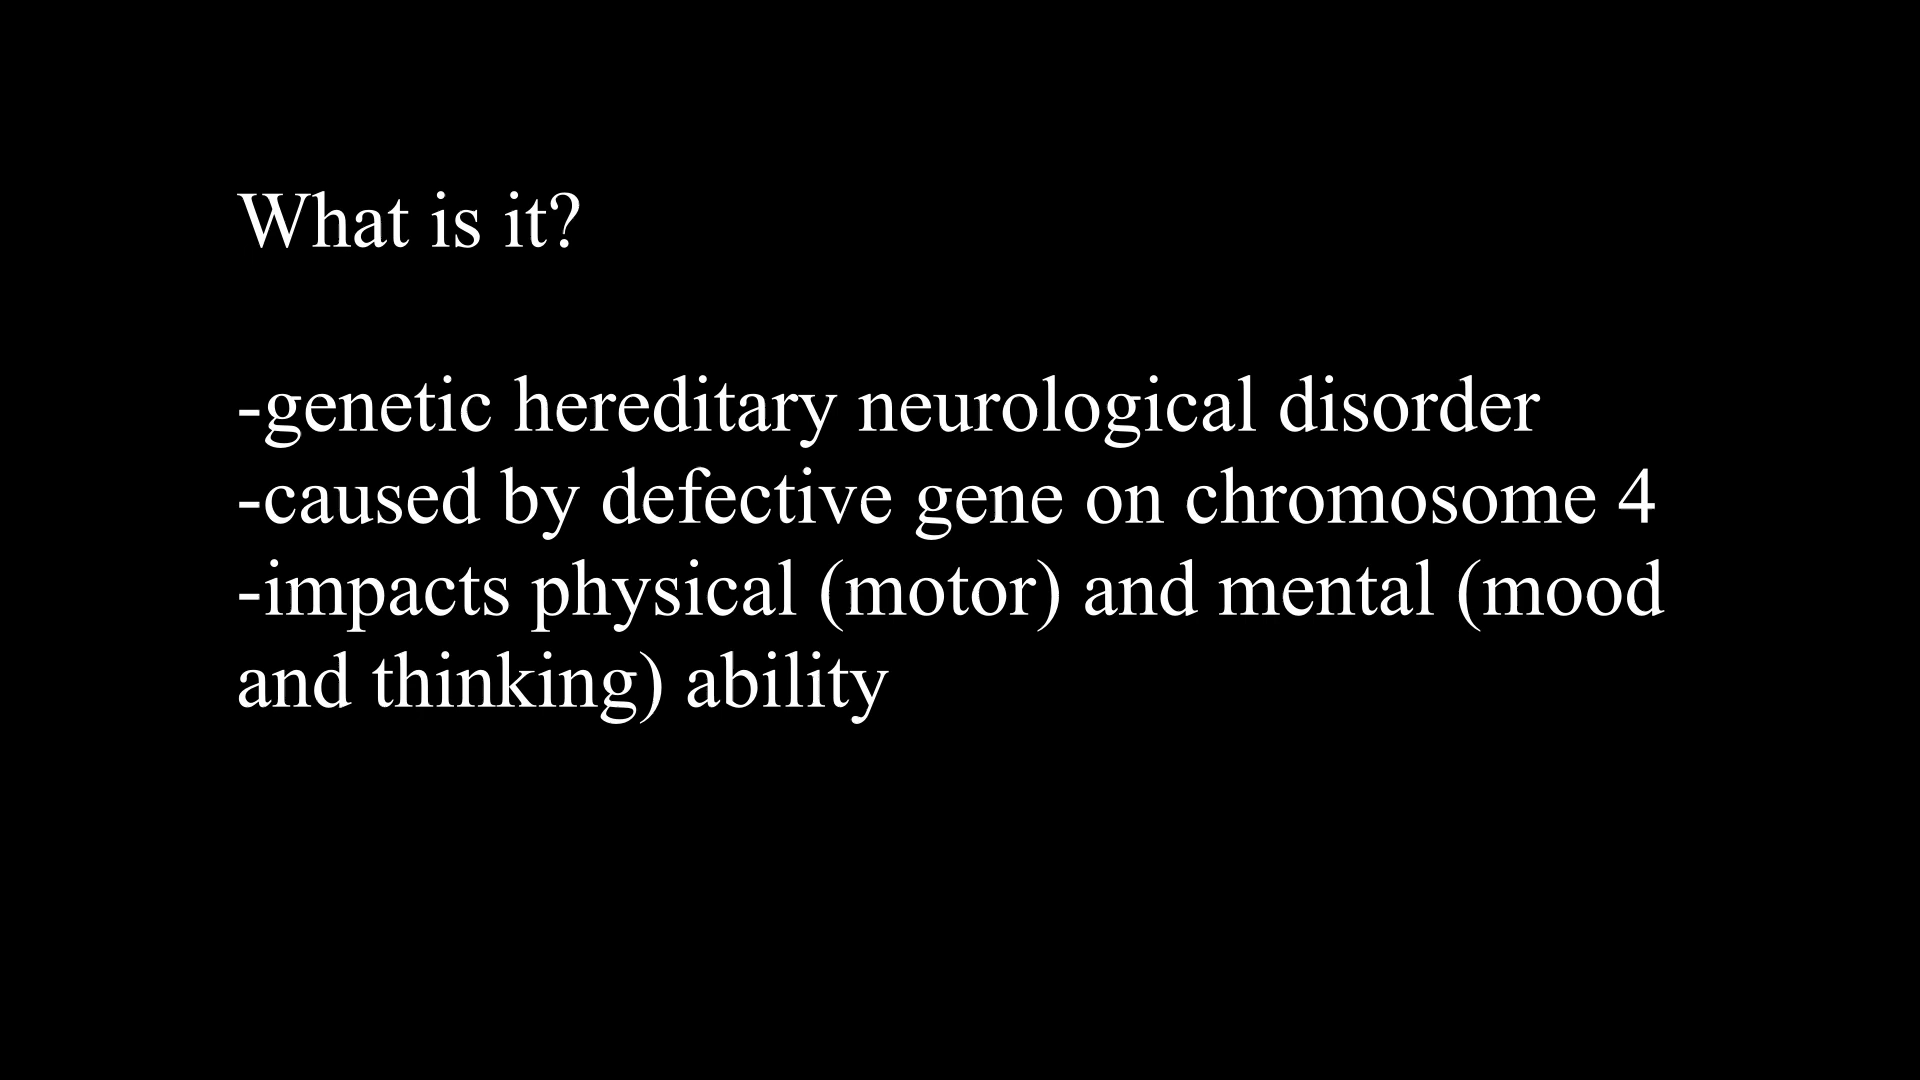 What is it?
-genetic hereditary neurological disorder
-caused by defective gene on chromosome 4
-impacts physical (motor) and mental (mood
and thinking) ability